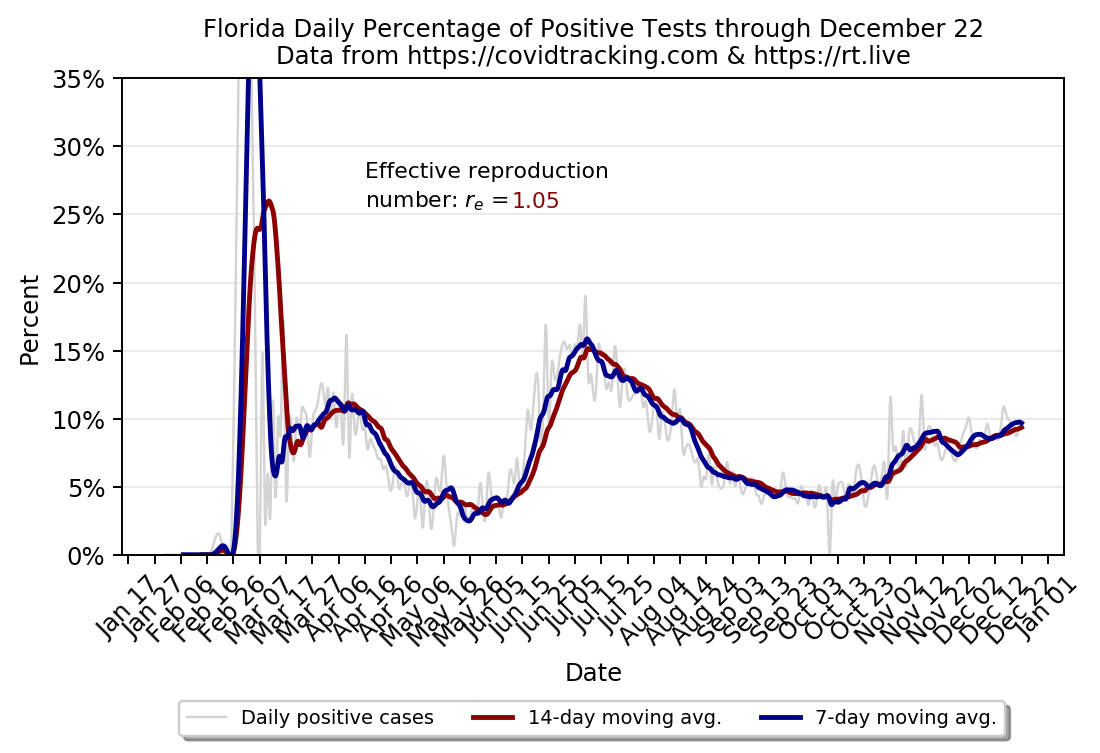 Florida Daily Percentage of Positive Tests through December 22
Data from https://covidtracking.com & https://rt.live
35%
30%
25%
20%
15%
10%
5%
0%
Percent
Effective reproduction
number: rₑ = 1.05
Jan 17
Jan 27
Feb 06
Feb 16
Feb 26
Mar 07
Mar 17
Mar 27
Apr 06
Apr 16
Apr 26
May 06
May 16
May 26
Jun 05
Jun 15
Jun 25
Jul 05
Jul 15
Jul 25
Aug 04
Aug 14
Aug 24
Sep 03
Sep 13
Sep 23
Oct 03
Oct 13
Oct 23
Nov 02
Nov 12
Nov 22
Dec 02
Dec 12
Dec 22
Jan 01
Date
Daily positive cases
14-day moving avg.
7-day moving avg.